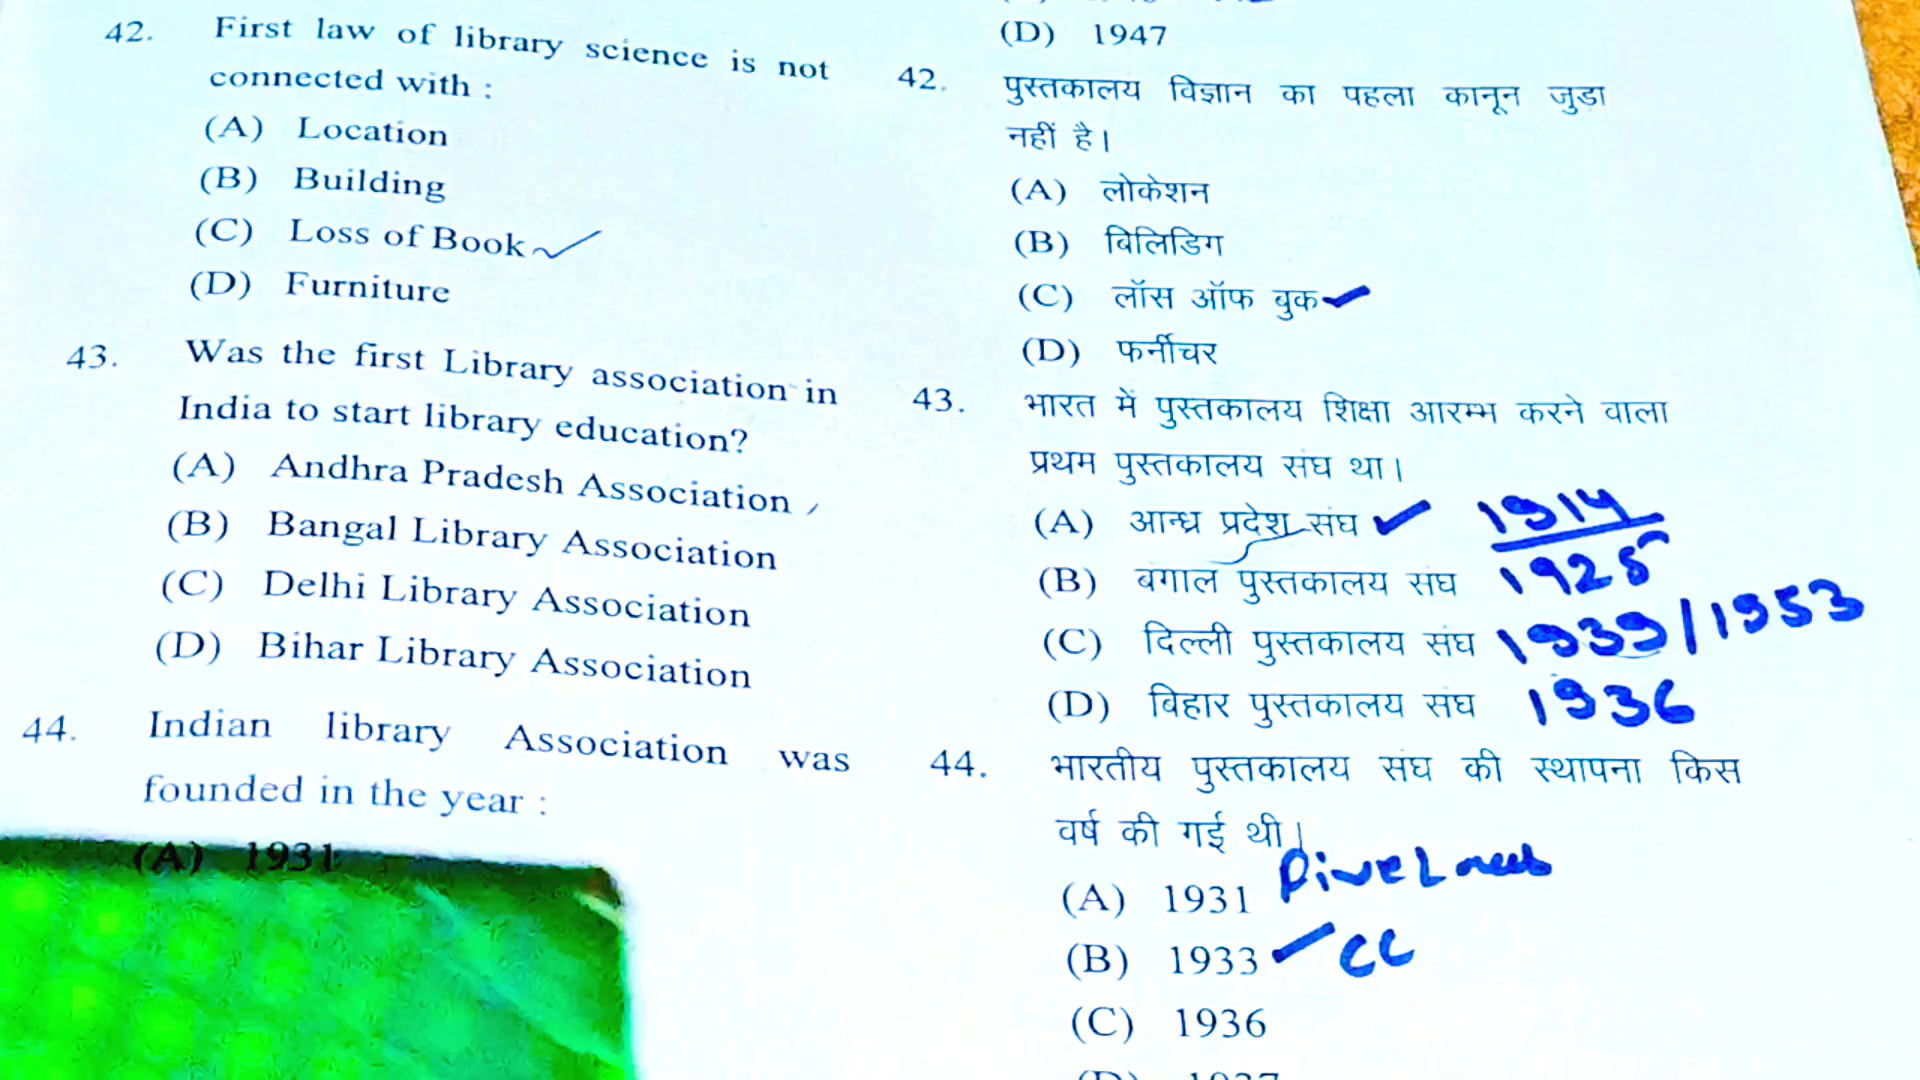 42. First law of library science is not
connected with :
(A) Location
(B) Building
(C) Loss of Book
(D) Furniture
43. Was the first Library association in
India to start library education?
(A) Andhra Pradesh Association
(B) Bangal Library Association
(C) Delhi Library Association
(D) Bihar Library Association
44. Indian library Association was
founded in the year :
(A) 1931
(D) 1947
42. पुस्तकालय विज्ञान का पहला कानून जुडा
नहीं है।
(A) लोकेशन
(B) बिलिडिग
(C) लॉस ऑफ बुक
(D) फर्नीचर
43. भारत में पुस्तकालय शिक्षा आरम्भ करने वाला
प्रथम पुस्तकालय संघ था।
(A) आन्ध्र प्रदेश संघ 1914
(B) बंगाल पुस्तकालय संघ 1925
(C) दिल्ली पुस्तकालय संघ 1939/1953
(D) बिहार पुस्तकालय संघ 1936
44. भारतीय पुस्तकालय संघ की स्थापना किस
वर्ष की गई थी।
(A) 1931
(B) 1933 CC
(C) 1936
(D) 1937